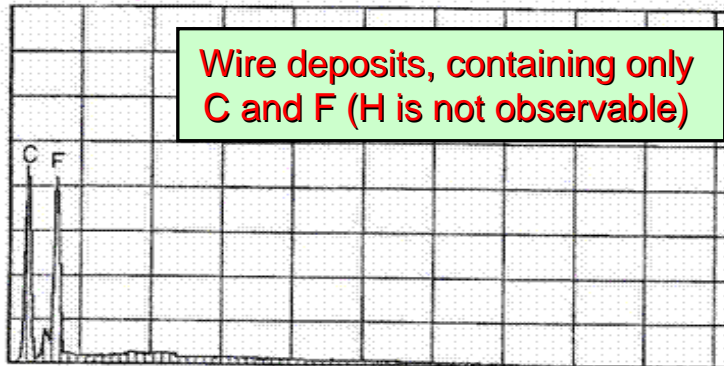 Wire deposits, containing only
C and F (H is not observable)
C F